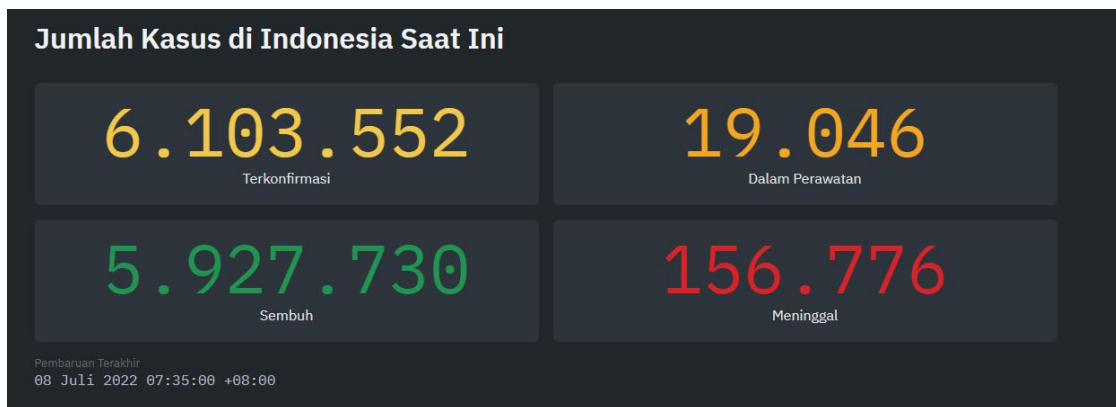 Jumlah Kasus di Indonesia Saat Ini
6.103.552
Terkonfirmasi
19.046
Dalam Perawatan
5.927.730
Sembuh
156.776
Meninggal
Pembaruan Terakhir
08 Juli 2022 07:35:00 +08:00